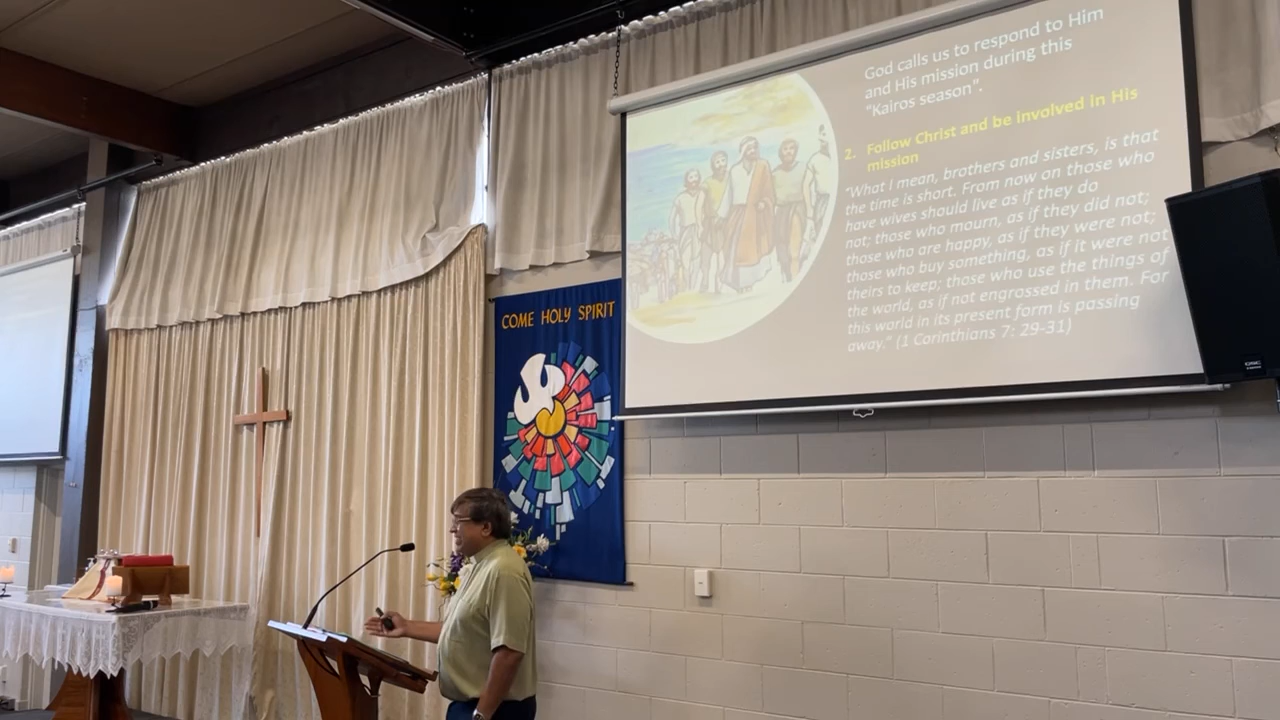 God calls us to respond to Him
and His mission during this
"Kairos season".
2. Follow Christ and be involved in His
mission
"What I mean, brothers and sisters, is that
the time is short. From now on those who
have wives should live as if they do
not; those who mourn, as if they did not;
those who are happy, as if they were not;
those who buy something, as if it were not
theirs to keep; those who use the things of
the world, as if not engrossed in them. For
this world in its present form is passing
away." (1 Corinthians 7: 29-31)
COME HOLY SPIRIT
QSC